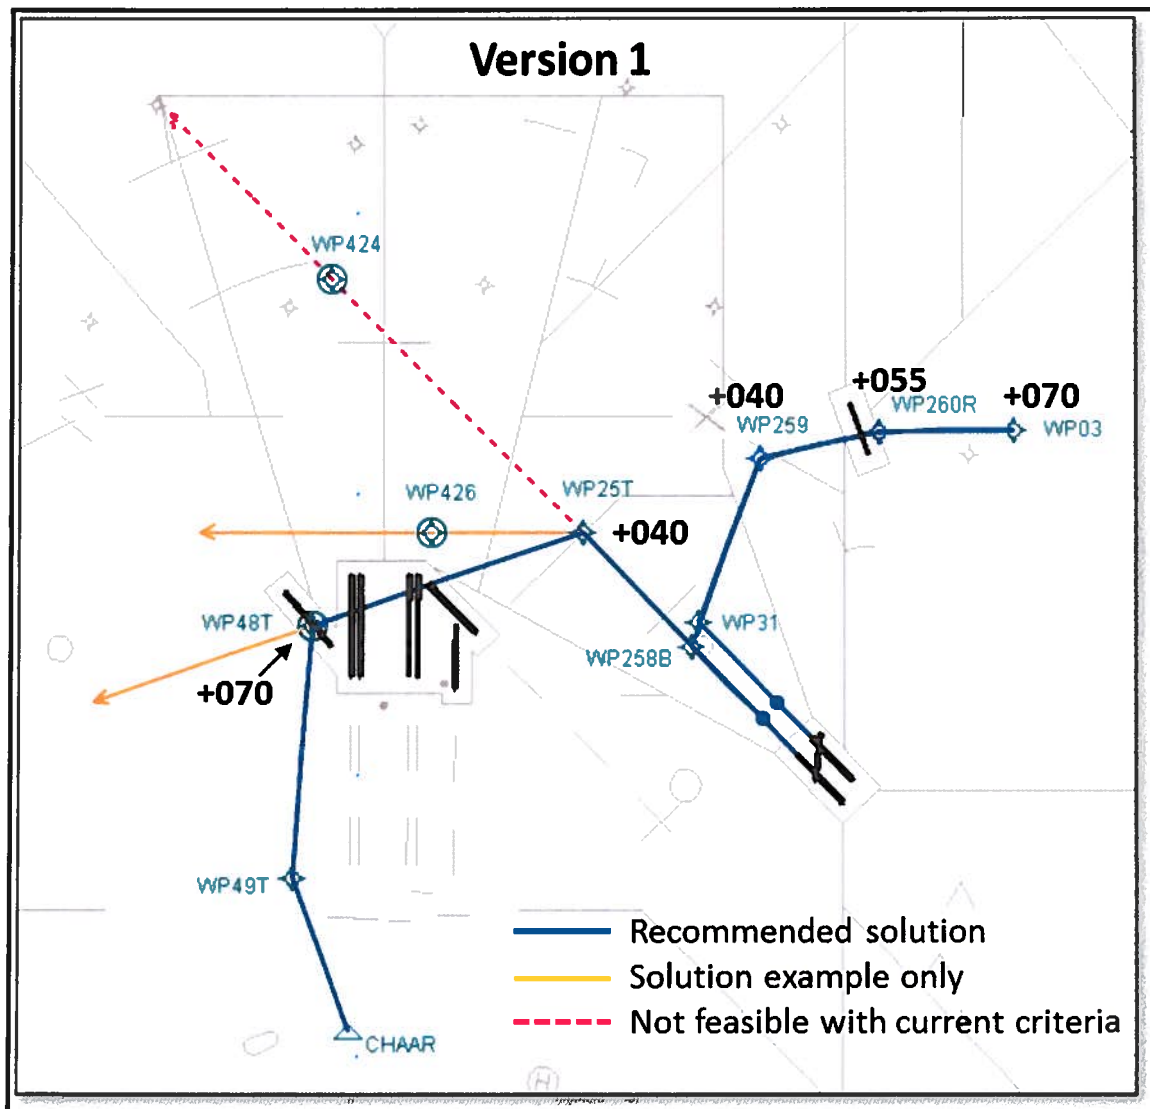 Version 1
WP424
+040
+055
+070
WP260R
WP259
WP03
WP426
WP25T
+040
WP48T
WP31
WP258B
+070
WP49T
Recommended solution
Solution example only
Not feasible with current criteria
CHAAR
H